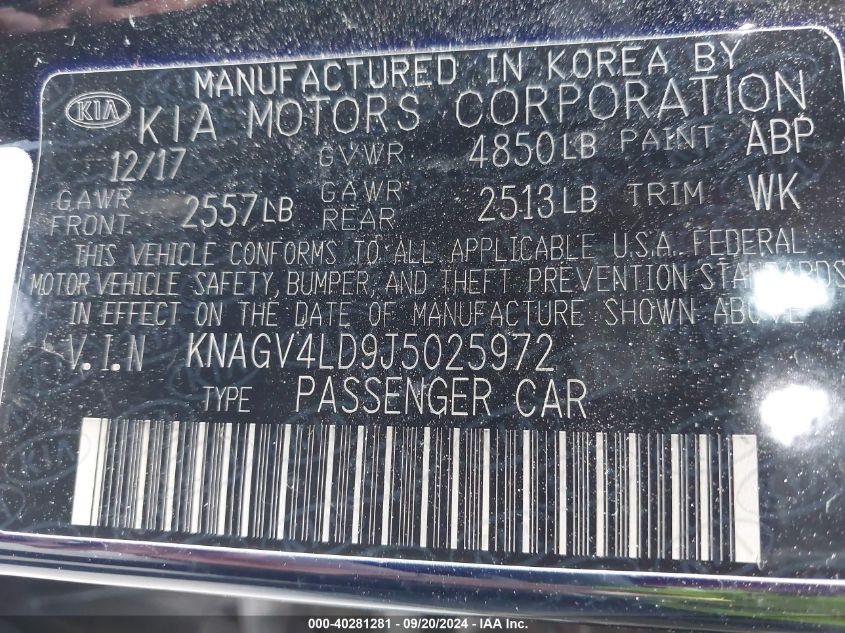 MANUFACTURED IN KOREA BY
KIA KIA MOTORS CORPORATION
12/17 GVWR 4850LB PAINT ABP
GAWR FRONT 2557LB GAWR REAR 2513LB TRIM WK
THIS VEHICLE CONFORMS TO ALL APPLICABLE U.S.A. FEDERAL
MOTOR VEHICLE SAFETY, BUMPER, AND THEFT PREVENTION STANDARDS
IN EFFECT ON THE DATE OF MANUFACTURE SHOWN ABOVE
V.I.N KNAGV4LD9J5025972
TYPE PASSENGER CAR
000-40281281 - 09/20/2024 - © IAA, Inc.